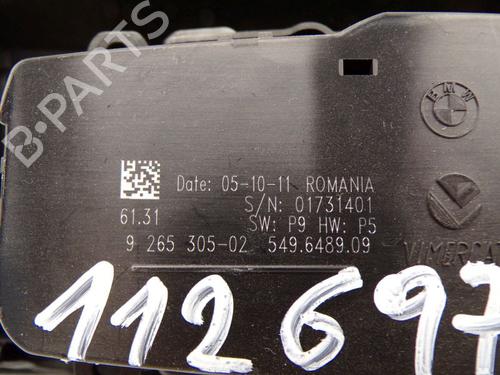 B-PARTS
BMW
Date: 05-10-11 ROMANIA
S/N: 01731401
61.31
SW: P9 HW: P5
9 265 305-02 549.6489.09
112697